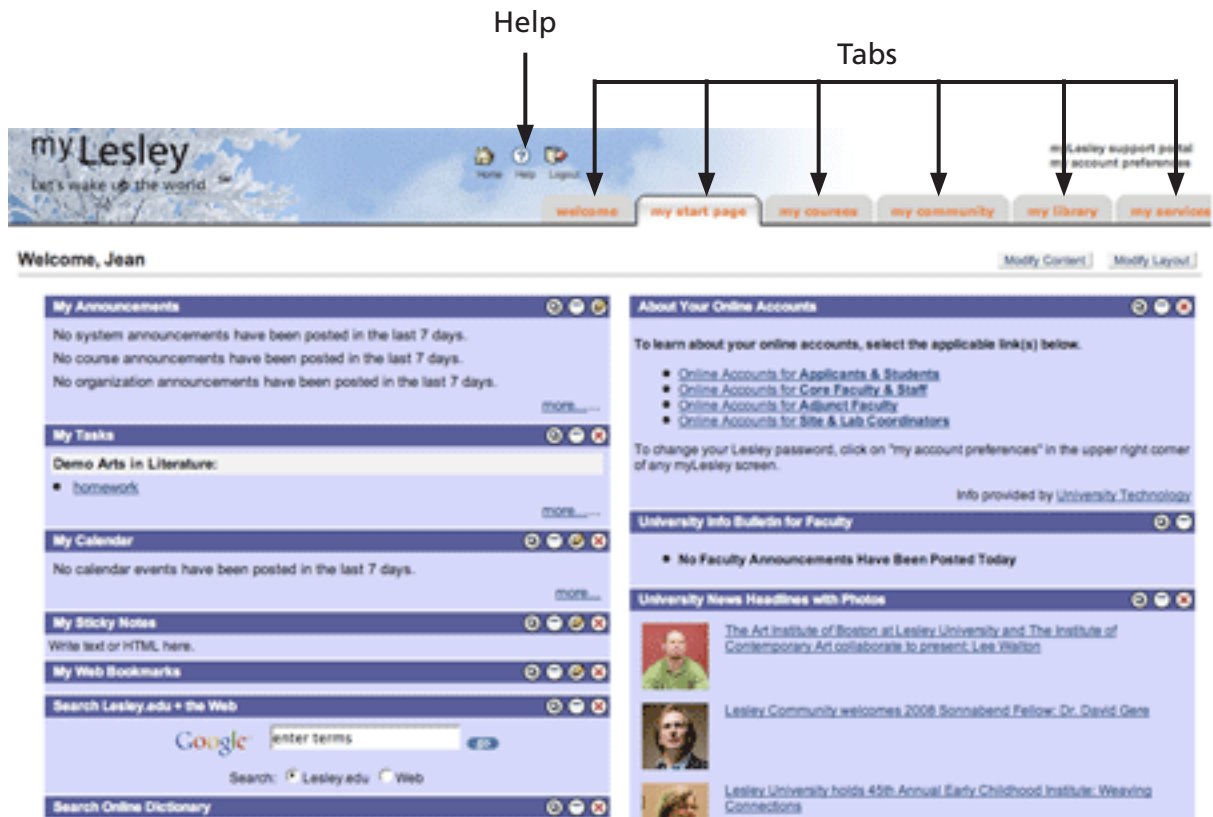 Help
Tabs
my Lesley
Let's wake up the world. SM
Home Help Logout
myLesley support portal
my account preferences
welcome my start page my courses my community my library my services
Welcome, Jean
Modify Content Modify Layout
My Announcements
No system announcements have been posted in the last 7 days.
No course announcements have been posted in the last 7 days.
No organization announcements have been posted in the last 7 days.
more......
My Tasks
Demo Arts in Literature:
homework
more......
My Calendar
No calendar events have been posted in the last 7 days.
more...
My Sticky Notes
Write text or HTML here.
My Web Bookmarks
Search Lesley.edu + the Web
Google enter terms go
Search: Lesley.edu Web
Search Online Dictionary
About Your Online Accounts
To learn about your online accounts, select the applicable link(s) below.
Online Accounts for Applicants & Students
Online Accounts for Core Faculty & Staff
Online Accounts for Adjunct Faculty
Online Accounts for Site & Lab Coordinators
To change your Lesley password, click on "my account preferences" in the upper right corner
of any myLesley screen.
Info provided by University Technology
University Info Bulletin for Faculty
No Faculty Announcements Have Been Posted Today
University News Headlines with Photos
The Art Institute of Boston at Lesley University and The Institute of
Contemporary Art collaborate to present: Lee Walton
Lesley Community welcomes 2008 Sonnabend Fellow: Dr. David Gere
Lesley University holds 45th Annual Early Childhood Institute: Weaving
Connections